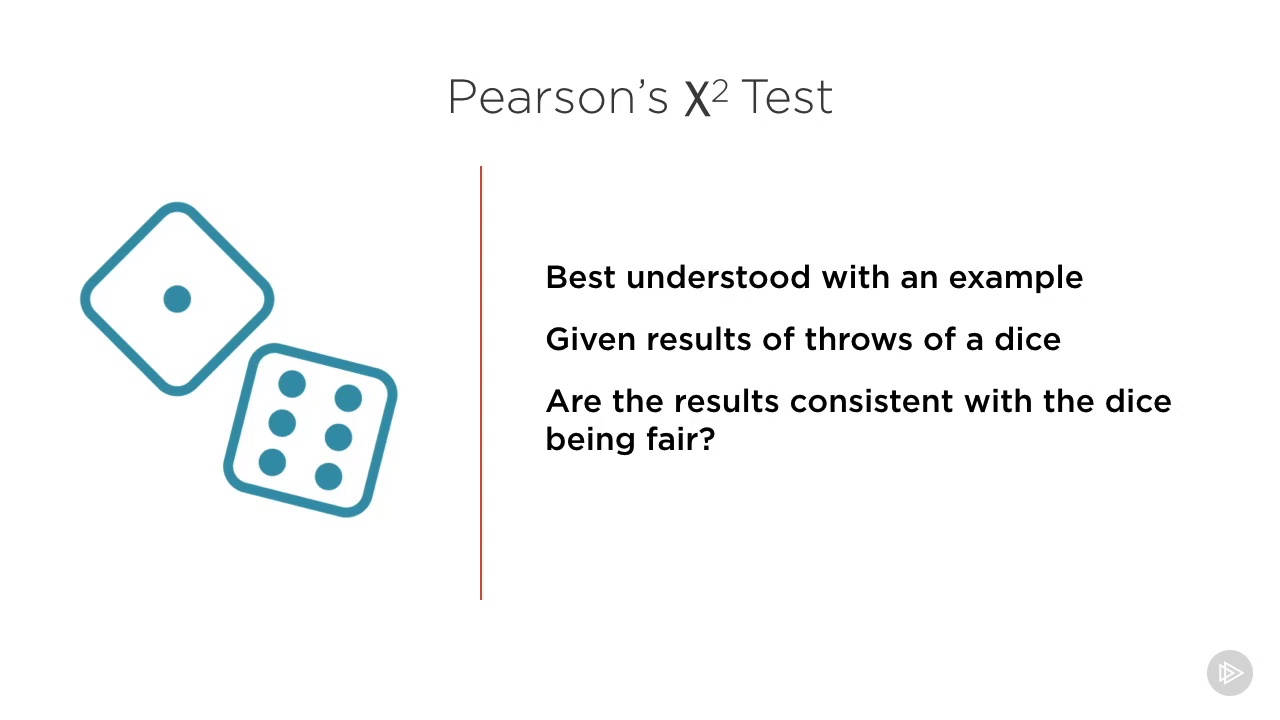 Pearson’s χ² Test
Best understood with an example
Given results of throws of a dice
Are the results consistent with the dice
being fair?